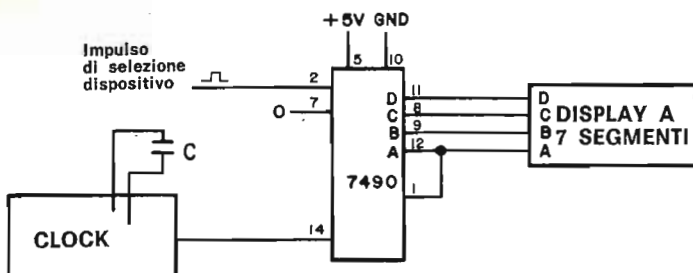 +5V GND
Impulso
di selezione
dispositivo
5 10
2
7
0
D 11 D
C 8 C
B 9 B
A 12 A
DISPLAY A
7 SEGMENTI
7490
1
C
CLOCK
14